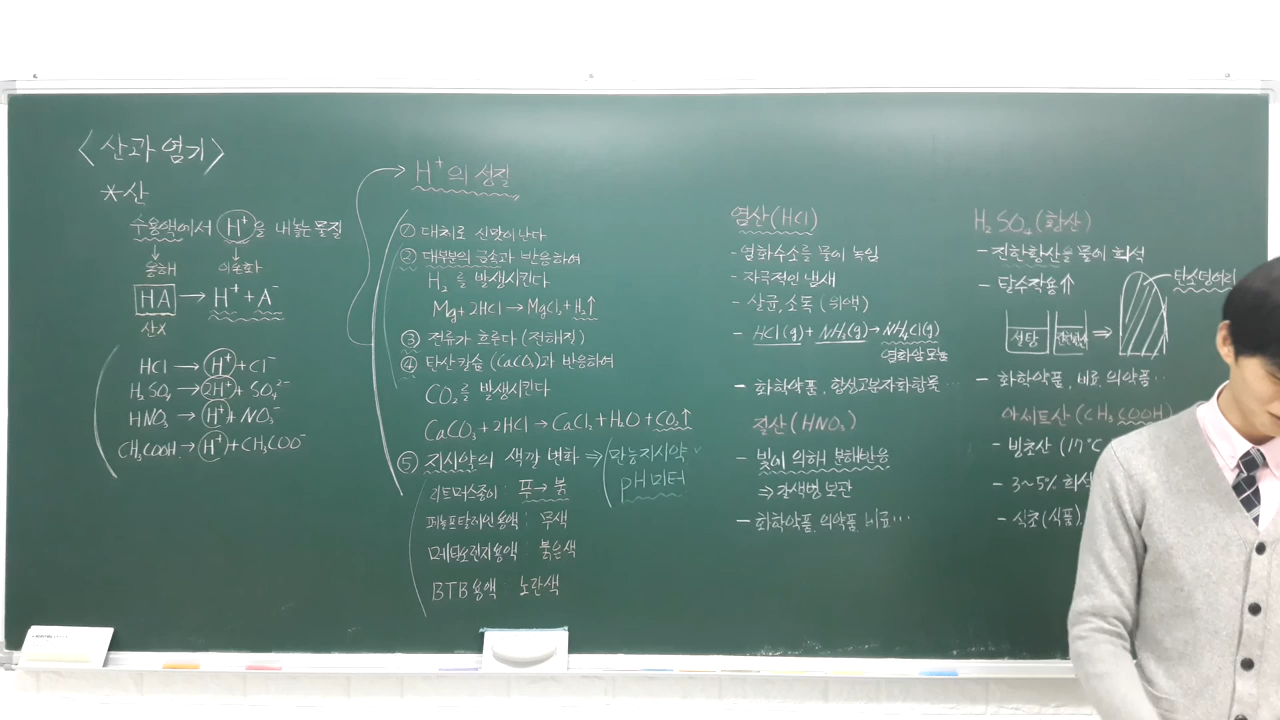 <산과 염기>
*산
수용액에서 H⁺을 내놓는 물질
↓ ↓
용해 이온화
HA → H⁺ + A⁻
산X
HCl → H⁺ + Cl⁻
H₂SO₄ → 2H⁺ + SO₄²⁻
HNO₃ → H⁺ + NO₃⁻
CH₃COOH → H⁺ + CH₃COO⁻
H⁺의 성질
① 대체로 신맛이 난다
② 대부분의 금속과 반응하여
H₂를 발생시킨다
Mg + 2HCl → MgCl₂ + H₂↑
③ 전류가 흐른다 (전해질)
④ 탄산칼슘 (CaCO₃)과 반응하여
CO₂를 발생시킨다
CaCO₃ + 2HCl → CaCl₂ + H₂O + CO₂↑
⑤ 지시약의 색깔 변화 ⇒ 만능지시약
pH 미터
리트머스종이 : 푸 → 붉
페놀프탈레인용액 : 무색
메틸오렌지용액 : 붉은색
BTB용액 : 노란색
염산(HCl)
- 염화수소를 물에 녹임
- 자극적인 냄새
- 살균, 소독 (위액)
- HCl(g) + NH₃(g) → NH₄Cl(g)
염화암모늄
- 화학약품, 합성고분자화합물 …
질산(HNO₃)
- 빛에 의해 분해반응
⇒ 갈색병 보관
- 화학약품, 의약품, 비료 …
H₂SO₄(황산)
- 진한황산을 물에 희석
- 탈수작용↑
탄소덩어리
설탕 ⇒
- 화학약품, 비료, 의약품 …
아세트산 (CH₃COOH)
- 빙초산 (17℃
- 3~5% 희석
- 식초(식품)